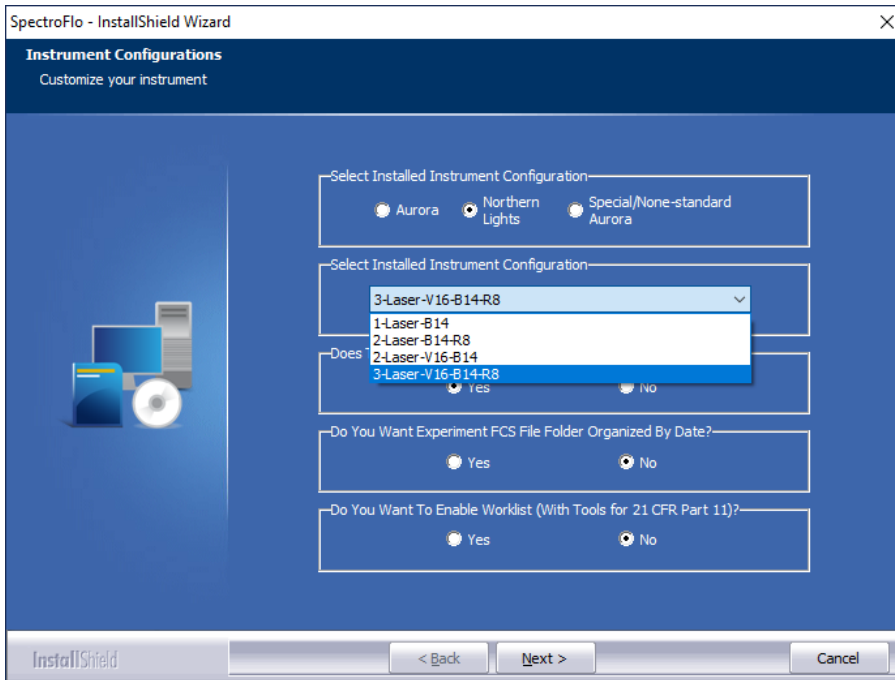 SpectroFlo - InstallShield Wizard
Instrument Configurations
Customize your instrument
Select Installed Instrument Configuration
Aurora
Northern
Lights
Special/None-standard
Aurora
Select Installed Instrument Configuration
3-Laser-V16-B14-R8
1-Laser-B14
2-Laser-B14-R8
2-Laser-V16-B14
3-Laser-V16-B14-R8
Does
Yes
No
Do You Want Experiment FCS File Folder Organized By Date?
Yes
No
Do You Want To Enable Worklist (With Tools for 21 CFR Part 11)?
Yes
No
InstallShield
< Back
Next >
Cancel